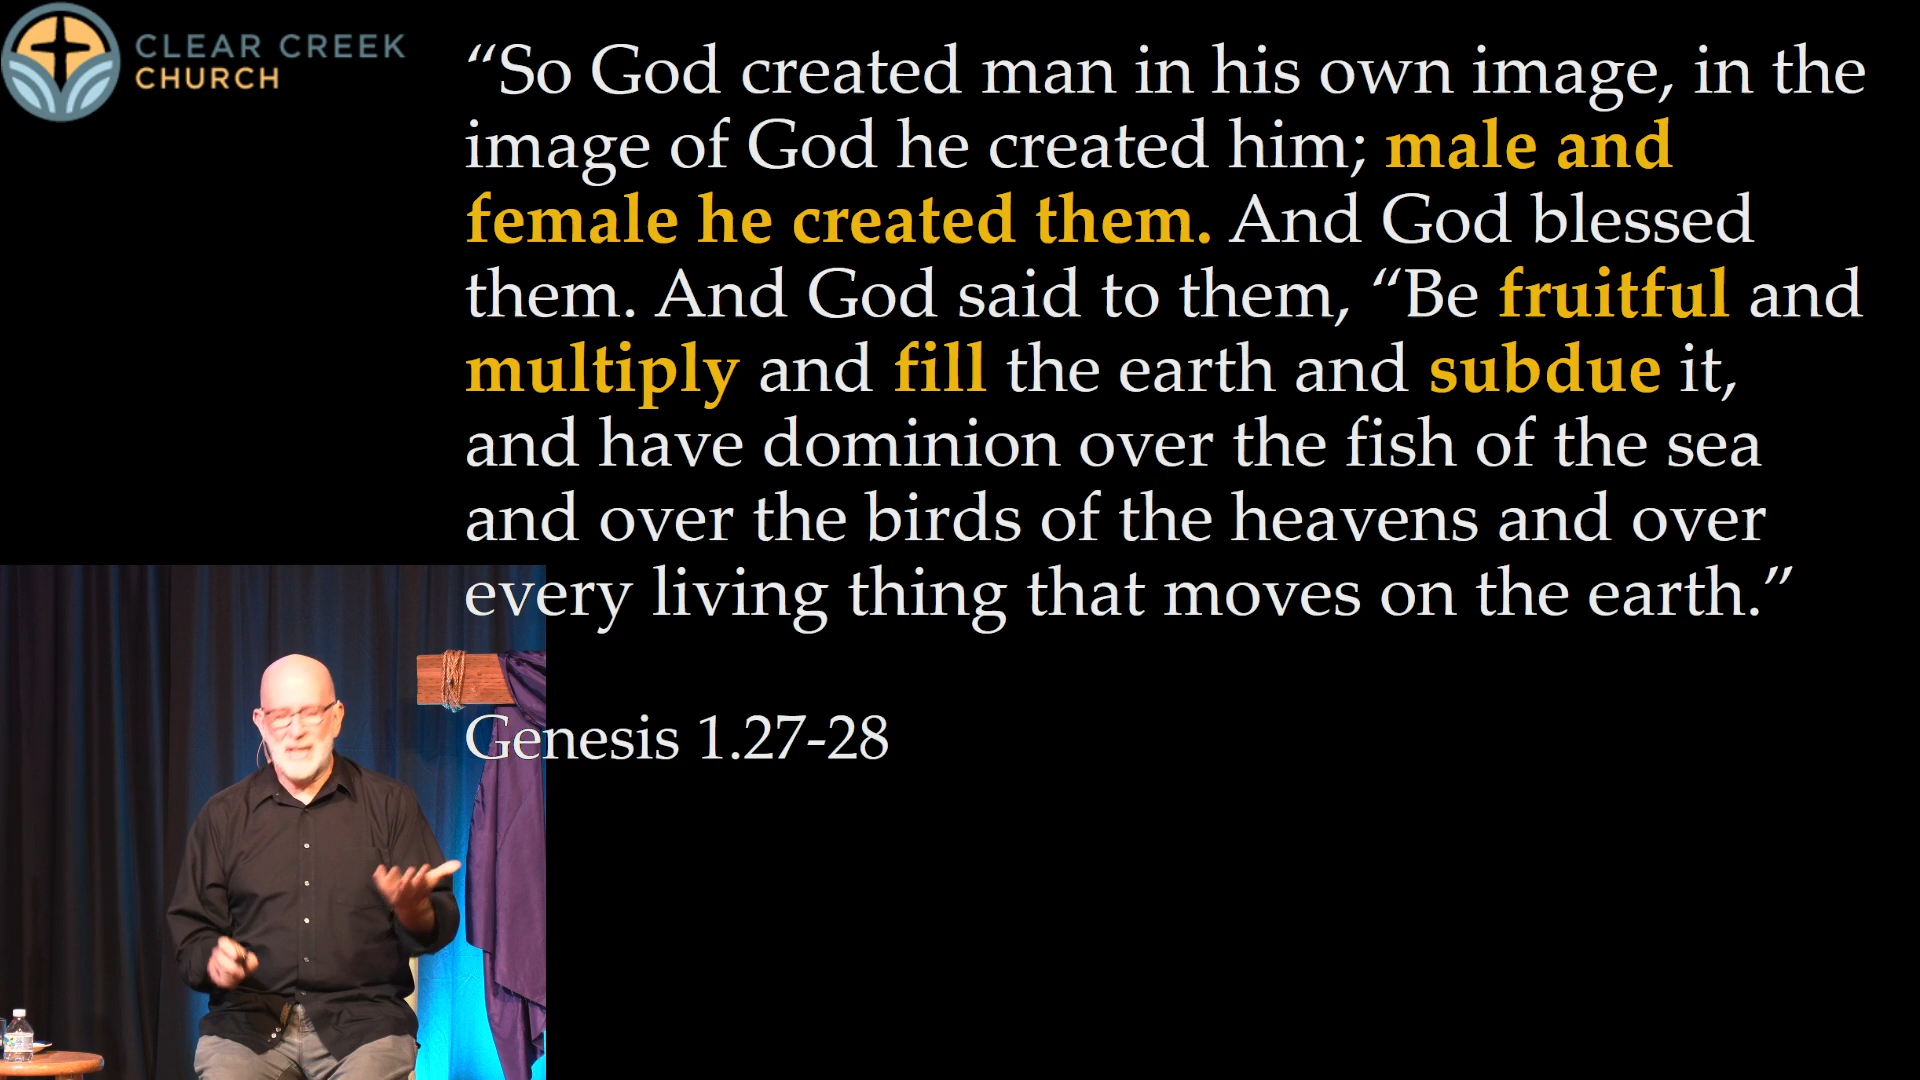 CLEAR CREEK
CHURCH
“So God created man in his own image, in the
image of God he created him; male and
female he created them. And God blessed
them. And God said to them, “Be fruitful and
multiply and fill the earth and subdue it,
and have dominion over the fish of the sea
and over the birds of the heavens and over
every living thing that moves on the earth.”
Genesis 1.27-28